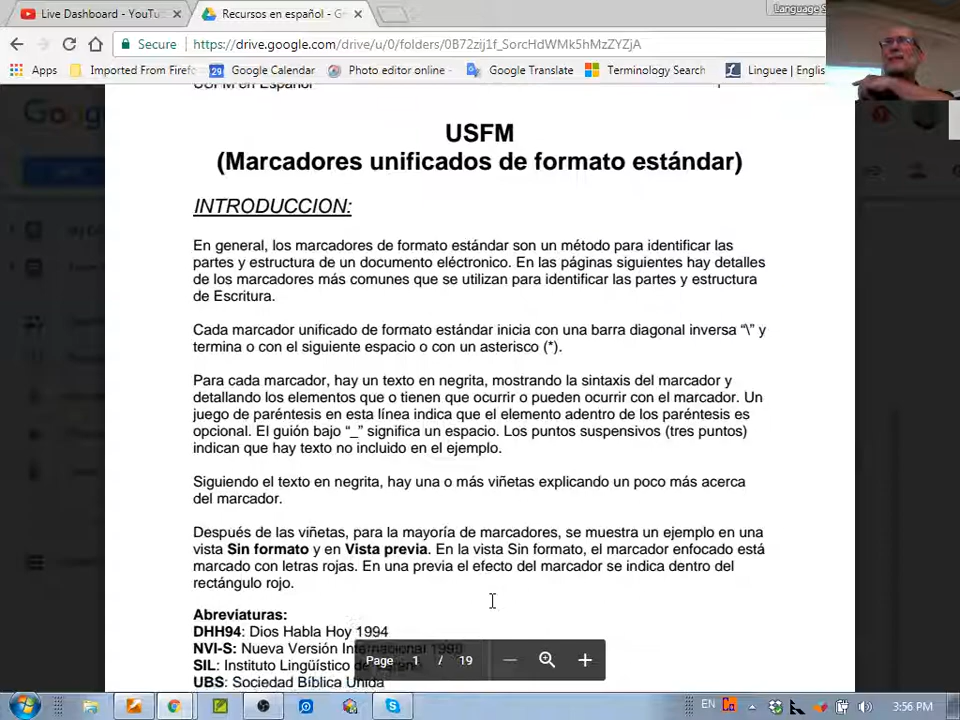 Live Dashboard - YouTu
Recursos en español - G
Language S
Secure
https://drive.google.com/drive/u/0/folders/0B72zij1f_SorcHdWMk5hMzZYZjA
Apps
Imported From Firefo
29
Google Calendar
Photo editor online
Google Translate
Terminology Search
Linguee | Englis
USFM en Español
USFM
(Marcadores unificados de formato estándar)
INTRODUCCION:
En general, los marcadores de formato estándar son un método para identificar las
partes y estructura de un documento eléctronico. En las páginas siguientes hay detalles
de los marcadores más comunes que se utilizan para identificar las partes y estructura
de Escritura.
Cada marcador unificado de formato estándar inicia con una barra diagonal inversa “\” y
termina o con el siguiente espacio o con un asterisco (*).
Para cada marcador, hay un texto en negrita, mostrando la sintaxis del marcador y
detallando los elementos que o tienen que ocurrir o pueden ocurrir con el marcador. Un
juego de paréntesis en esta línea indica que el elemento adentro de los paréntesis es
opcional. El guión bajo “_” significa un espacio. Los puntos suspensivos (tres puntos)
indican que hay texto no incluido en el ejemplo.
Siguiendo el texto en negrita, hay una o más viñetas explicando un poco más acerca
del marcador.
Después de las viñetas, para la mayoría de marcadores, se muestra un ejemplo en una
vista Sin formato y en Vista previa. En la vista Sin formato, el marcador enfocado está
marcado con letras rojas. En una previa el efecto del marcador se indica dentro del
rectángulo rojo.
Abreviaturas:
DHH94: Dios Habla Hoy 1994
NVI-S: Nueva Versión Internacional 1999
SIL: Instituto Lingüístico de
UBS: Sociedad Bíblica Unida
Page 1 / 19
EN
3:56 PM